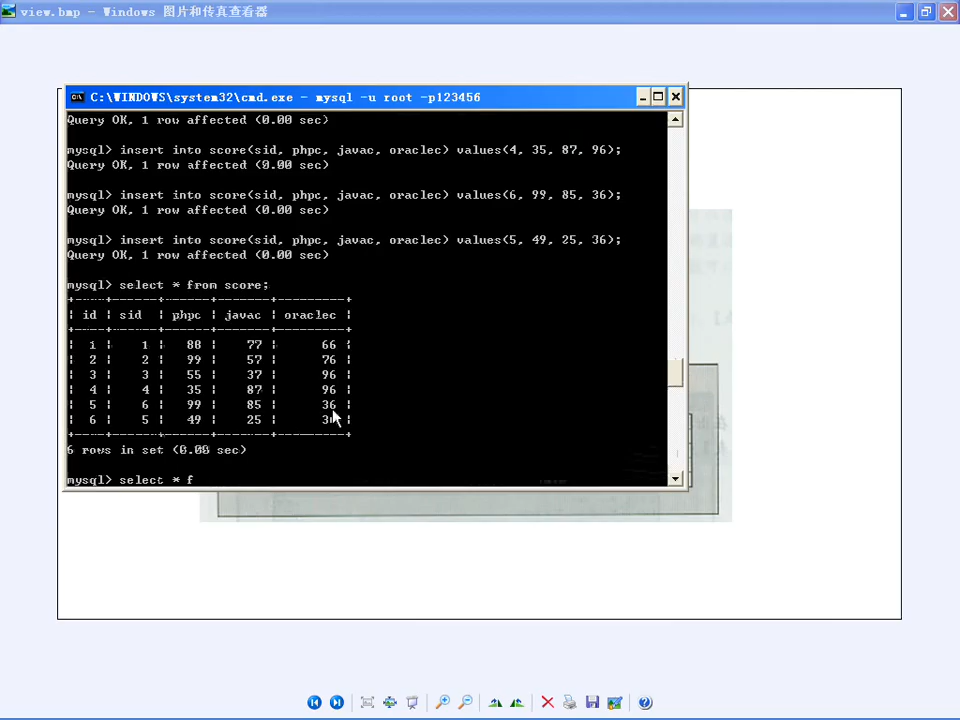 view.bmp - Windows 图片和传真查看器
C:\WINDOWS\system32\cmd.exe - mysql -u root -p123456
Query OK, 1 row affected (0.00 sec)
mysql> insert into score(sid, phpc, javac, oraclec) values(4, 35, 87, 96);
Query OK, 1 row affected (0.00 sec)
mysql> insert into score(sid, phpc, javac, oraclec) values(6, 99, 85, 36);
Query OK, 1 row affected (0.00 sec)
mysql> insert into score(sid, phpc, javac, oraclec) values(5, 49, 25, 36);
Query OK, 1 row affected (0.00 sec)
mysql> select * from score;
+----+------+------+-------+---------+
| id | sid | phpc | javac | oraclec |
+----+------+------+-------+---------+
| 1 | 1 | 88 | 77 | 66 |
| 2 | 2 | 99 | 57 | 76 |
| 3 | 3 | 55 | 37 | 96 |
| 4 | 4 | 35 | 87 | 96 |
| 5 | 6 | 99 | 85 | 36 |
| 6 | 5 | 49 | 25 | |
+----+------+------+-------+---------+
6 rows in set (0.00 sec)
mysql> select * f